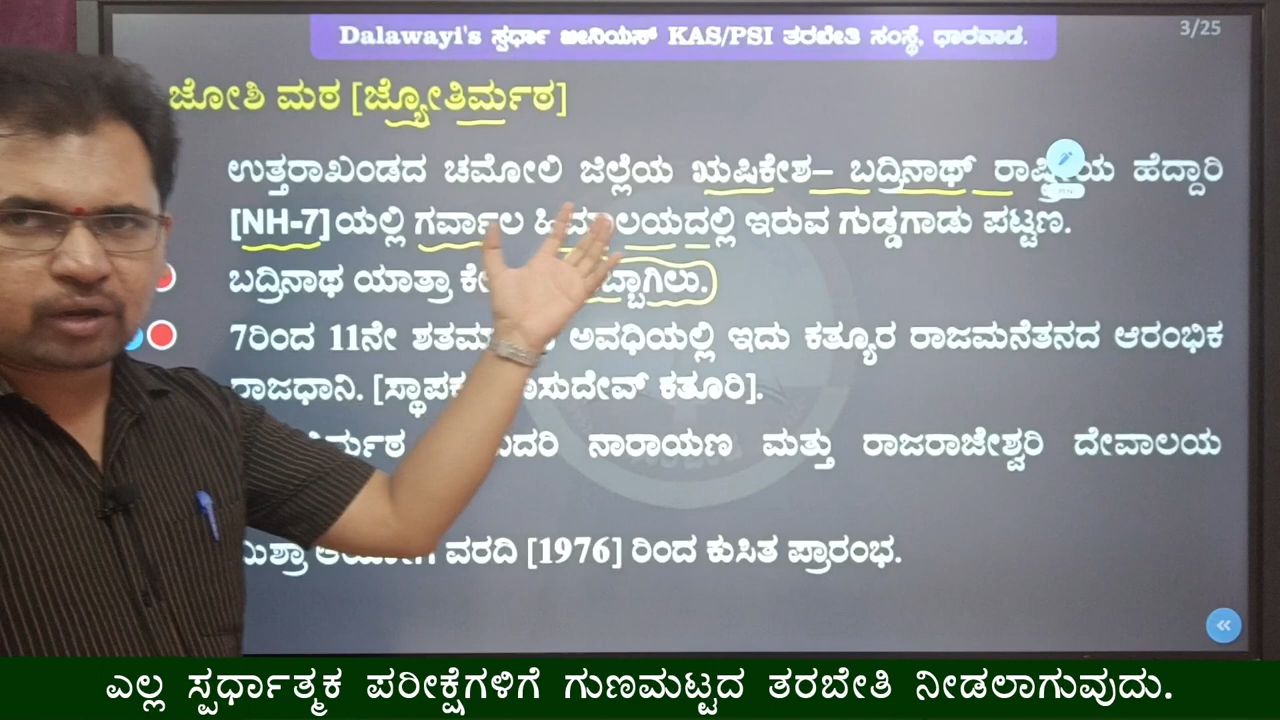 Dalawayi's ಸ್ಪರ್ಧಾ ಜೀನಿಯಸ್ KAS/PSI ತರಬೇತಿ ಸಂಸ್ಥೆ, ಧಾರವಾಡ.
3/25
ಜೋಶಿ ಮಠ [ಜ್ಯೋತಿರ್ಮಠ]
ಉತ್ತರಾಖಂಡದ ಚಮೋಲಿ ಜಿಲ್ಲೆಯ ಋಷಿಕೇಶ– ಬದ್ರಿನಾಥ್ ಹೆದ್ದಾರಿ
[NH-7]ಯಲ್ಲಿ ಗರ್ವಾಲ ಹಿಮಾಲಯದಲ್ಲಿ ಇರುವ ಗುಡ್ಡಗಾಡು ಪಟ್ಟಣ.
ಬದ್ರಿನಾಥ ಯಾತ್ರಾ
7ರಿಂದ 11ನೇ ಅವಧಿಯಲ್ಲಿ ಇದು ಕತ್ಯೂರ ರಾಜಮನೆತನದ ಆರಂಭಿಕ
ರಾಜಧಾನಿ. ಕತೂರಿ].
ನಾರಾಯಣ ಮತ್ತು ರಾಜರಾಜೇಶ್ವರಿ ದೇವಾಲಯ
ವರದಿ [1976] ರಿಂದ ಕುಸಿತ ಪ್ರಾರಂಭ.
ಎಲ್ಲ ಸ್ಪರ್ಧಾತ್ಮಕ ಪರೀಕ್ಷೆಗಳಿಗೆ ಗುಣಮಟ್ಟದ ತರಬೇತಿ ನೀಡಲಾಗುವುದು.